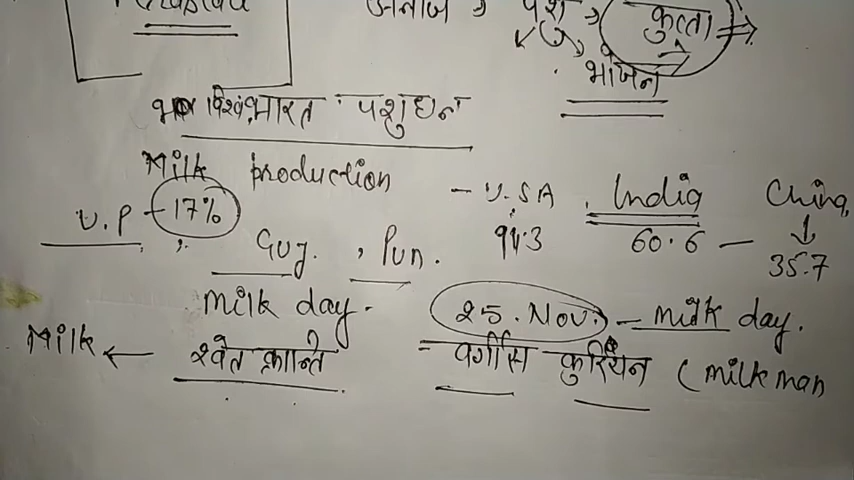 अनाज → पशु → कुत्ता ⇒
भोजन
विश्व, भारत पशुधन
Milk production - U.S.A , India China,
U.P - 17% 91.3 60.6 - 35.7
, Guj. , Pun.
milk day. 25. Nov. - milk day.
Milk ← श्वेत क्रान्ति = वर्गीस कुरियन (milkman